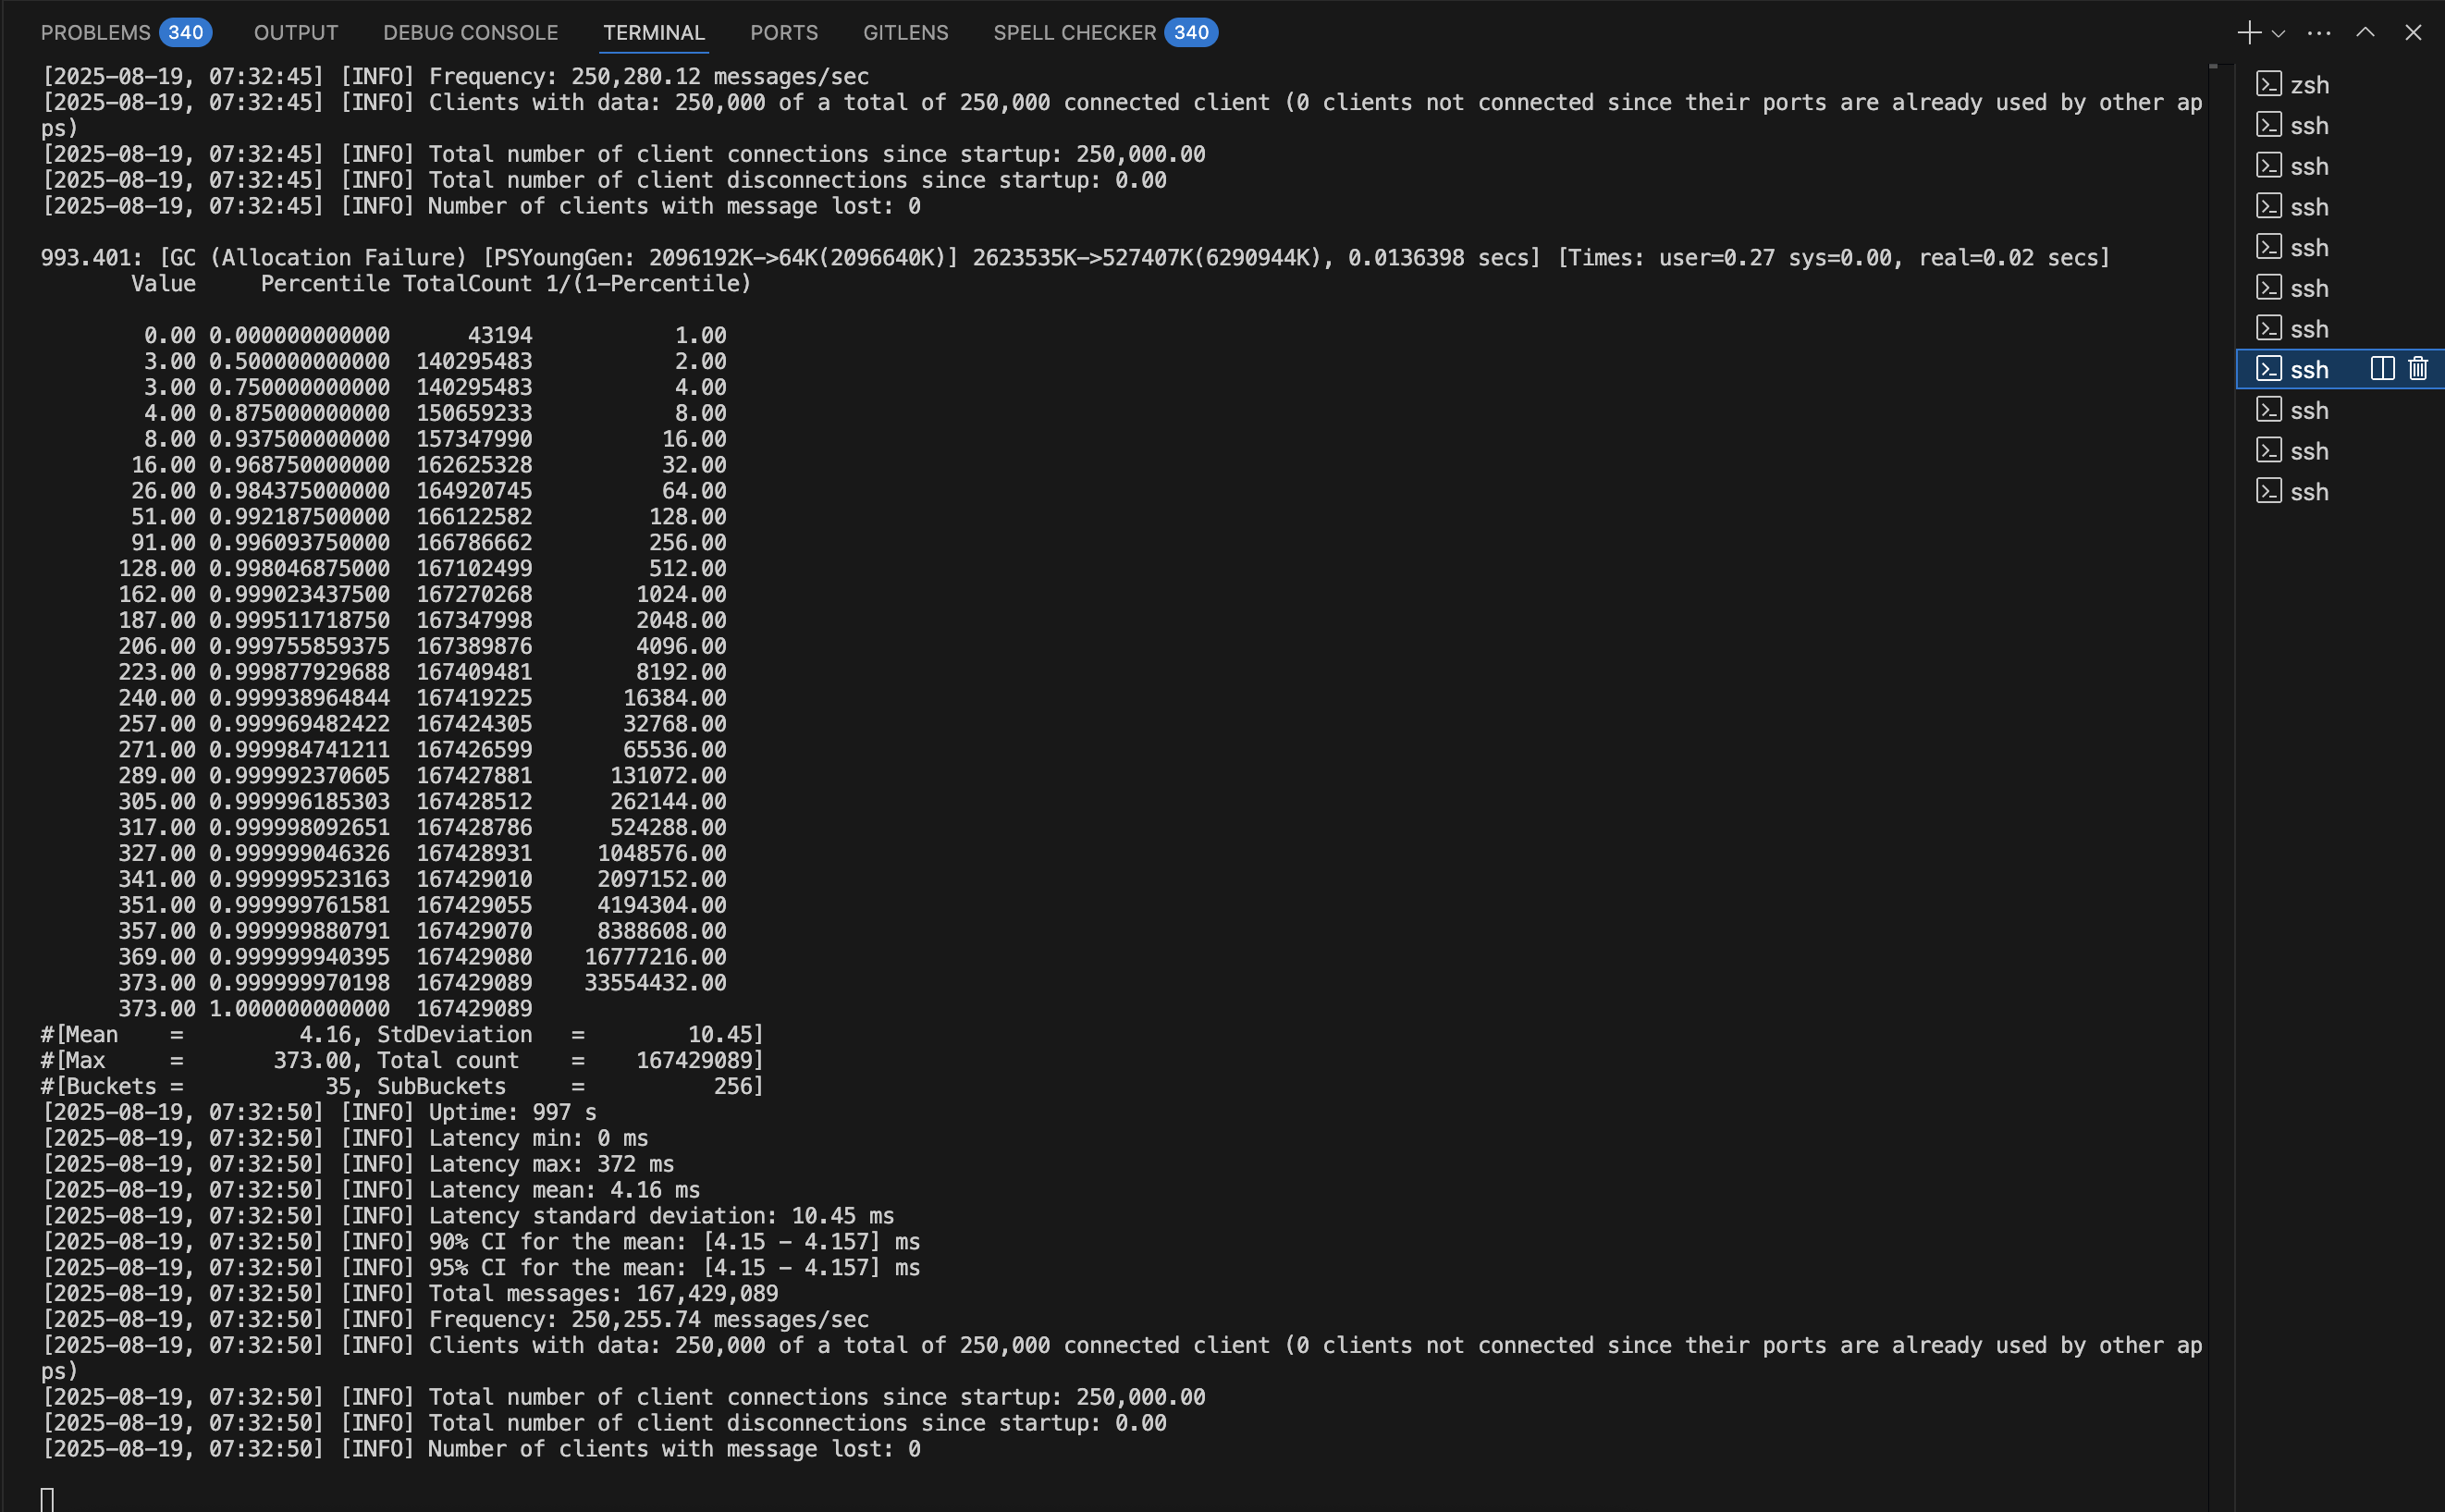 PROBLEMS 340 OUTPUT DEBUG CONSOLE TERMINAL PORTS GITLENS SPELL CHECKER 340
[2025-08-19, 07:32:45] [INFO] Frequency: 250,280.12 messages/sec
[2025-08-19, 07:32:45] [INFO] Clients with data: 250,000 of a total of 250,000 connected client (0 clients not connected since their ports are already used by other ap
ps)
[2025-08-19, 07:32:45] [INFO] Total number of client connections since startup: 250,000.00
[2025-08-19, 07:32:45] [INFO] Total number of client disconnections since startup: 0.00
[2025-08-19, 07:32:45] [INFO] Number of clients with message lost: 0
993.401: [GC (Allocation Failure) [PSYoungGen: 2096192K->64K(2096640K)] 2623535K->527407K(6290944K), 0.0136398 secs] [Times: user=0.27 sys=0.00, real=0.02 secs]
Value Percentile TotalCount 1/(1-Percentile)
0.00 0.000000000000 43194 1.00
3.00 0.500000000000 140295483 2.00
3.00 0.750000000000 140295483 4.00
4.00 0.875000000000 150659233 8.00
8.00 0.937500000000 157347990 16.00
16.00 0.968750000000 162625328 32.00
26.00 0.984375000000 164920745 64.00
51.00 0.992187500000 166122582 128.00
91.00 0.996093750000 166786662 256.00
128.00 0.998046875000 167102499 512.00
162.00 0.999023437500 167270268 1024.00
187.00 0.999511718750 167347998 2048.00
206.00 0.999755859375 167389876 4096.00
223.00 0.999877929688 167409481 8192.00
240.00 0.999938964844 167419225 16384.00
257.00 0.999969482422 167424305 32768.00
271.00 0.999984741211 167426599 65536.00
289.00 0.999992370605 167427881 131072.00
305.00 0.999996185303 167428512 262144.00
317.00 0.999998092651 167428786 524288.00
327.00 0.999999046326 167428931 1048576.00
341.00 0.999999523163 167429010 2097152.00
351.00 0.999999761581 167429055 4194304.00
357.00 0.999999880791 167429070 8388608.00
369.00 0.999999940395 167429080 16777216.00
373.00 0.999999970198 167429089 33554432.00
373.00 1.000000000000 167429089
#[Mean = 4.16, StdDeviation = 10.45]
#[Max = 373.00, Total count = 167429089]
#[Buckets = 35, SubBuckets = 256]
[2025-08-19, 07:32:50] [INFO] Uptime: 997 s
[2025-08-19, 07:32:50] [INFO] Latency min: 0 ms
[2025-08-19, 07:32:50] [INFO] Latency max: 372 ms
[2025-08-19, 07:32:50] [INFO] Latency mean: 4.16 ms
[2025-08-19, 07:32:50] [INFO] Latency standard deviation: 10.45 ms
[2025-08-19, 07:32:50] [INFO] 90% CI for the mean: [4.15 - 4.157] ms
[2025-08-19, 07:32:50] [INFO] 95% CI for the mean: [4.15 - 4.157] ms
[2025-08-19, 07:32:50] [INFO] Total messages: 167,429,089
[2025-08-19, 07:32:50] [INFO] Frequency: 250,255.74 messages/sec
[2025-08-19, 07:32:50] [INFO] Clients with data: 250,000 of a total of 250,000 connected client (0 clients not connected since their ports are already used by other ap
ps)
[2025-08-19, 07:32:50] [INFO] Total number of client connections since startup: 250,000.00
[2025-08-19, 07:32:50] [INFO] Total number of client disconnections since startup: 0.00
[2025-08-19, 07:32:50] [INFO] Number of clients with message lost: 0
zsh
ssh
ssh
ssh
ssh
ssh
ssh
ssh
ssh
ssh
ssh